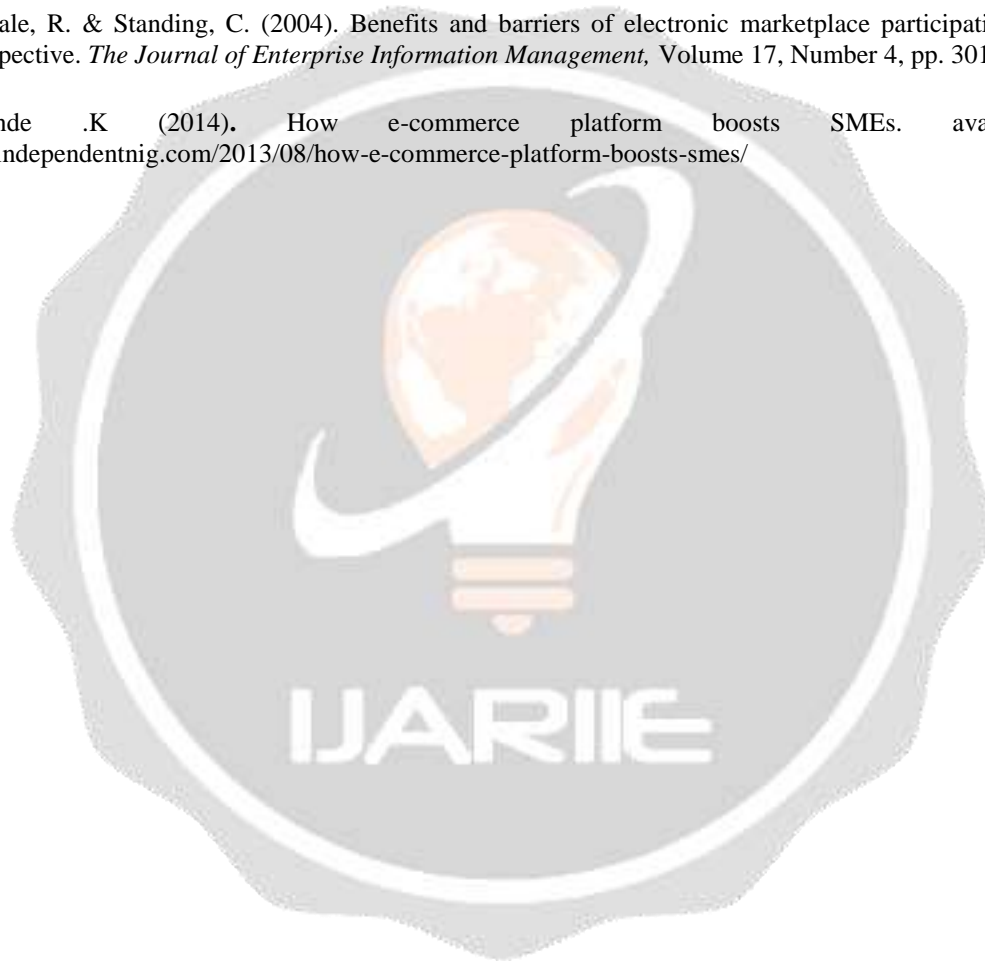 ale, R. & Standing, C. (2004). Benefits and barriers of electronic marketplace participati
pective. The Journal of Enterprise Information Management, Volume 17, Number 4, pp. 301
nde .K (2014). How e-commerce platform boosts SMEs. ava
independentnig.com/2013/08/how-e-commerce-platform-boosts-smes/
IJARIIE